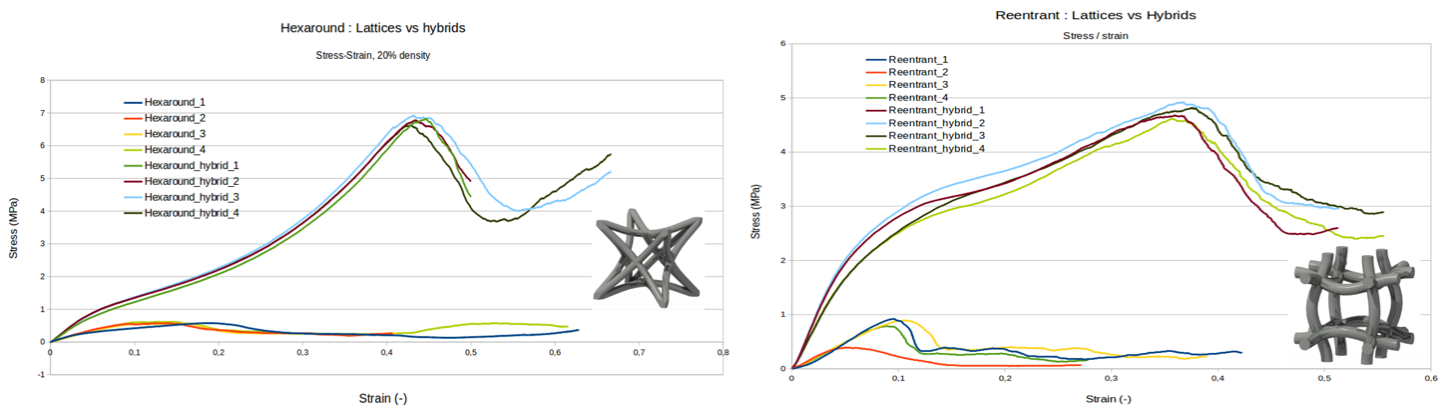 Hexaround : Lattices vs hybrids
Stress-Strain, 20% density
8
7
6
5
4
3
2
1
0
-1
Stress (MPa)
Hexaround_1
Hexaround_2
Hexaround_3
Hexaround_4
Hexaround_hybrid_1
Hexaround_hybrid_2
Hexaround_hybrid_3
Hexaround_hybrid_4
0 0,1 0,2 0,3 0,4 0,5 0,6 0,7 0,8
Strain (-)
Reentrant : Lattices vs Hybrids
Stress / strain
6
5
4
3
2
1
0
Stress (MPa)
Reentrant_1
Reentrant_2
Reentrant_3
Reentrant_4
Reentrant_hybrid_1
Reentrant_hybrid_2
Reentrant_hybrid_3
Reentrant_hybrid_4
0 0,1 0,2 0,3 0,4 0,5 0,6
Strain (-)